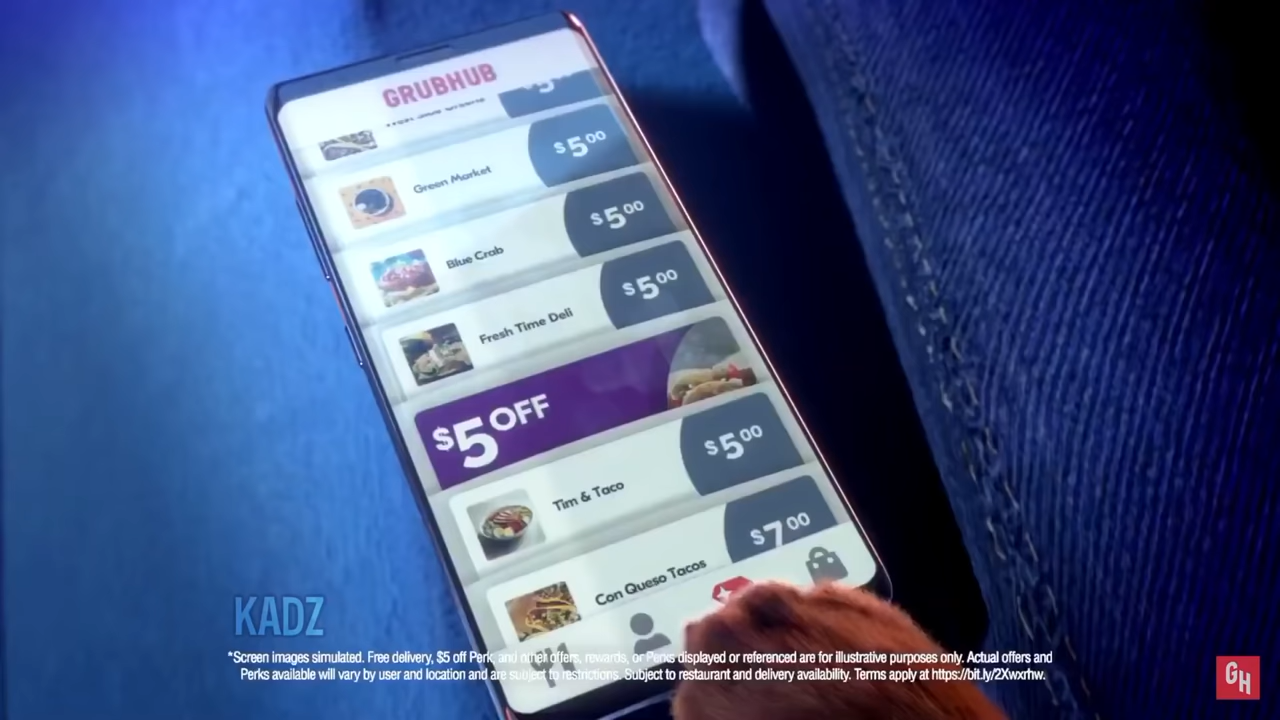 GRUBHUB
$5
Green Market
$5.00
Blue Crab
$5.00
Fresh Time Deli
$5.00
$5 OFF
Tim & Taco
$5.00
Con Queso Tacos
$7.00
KADZ
*Screen images simulated. Free delivery, $5 off Perk, and other offers, rewards, or Perks displayed or referenced are for illustrative purposes only. Actual offers and
Perks available will vary by user and location and are subject to restrictions. Subject to restaurant and delivery availability. Terms apply at https://bit.ly/2Xwxrhw.
GH